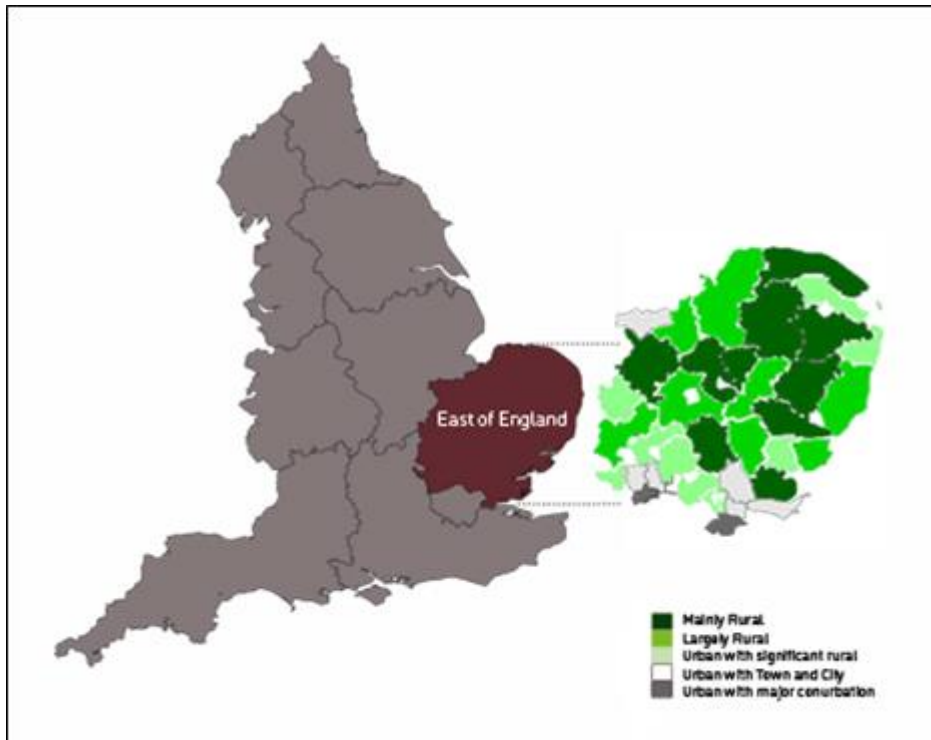 East of England
Mainly Rural
Largely Rural
Urban with significant rural
Urban with Town and City
Urban with major conurbation